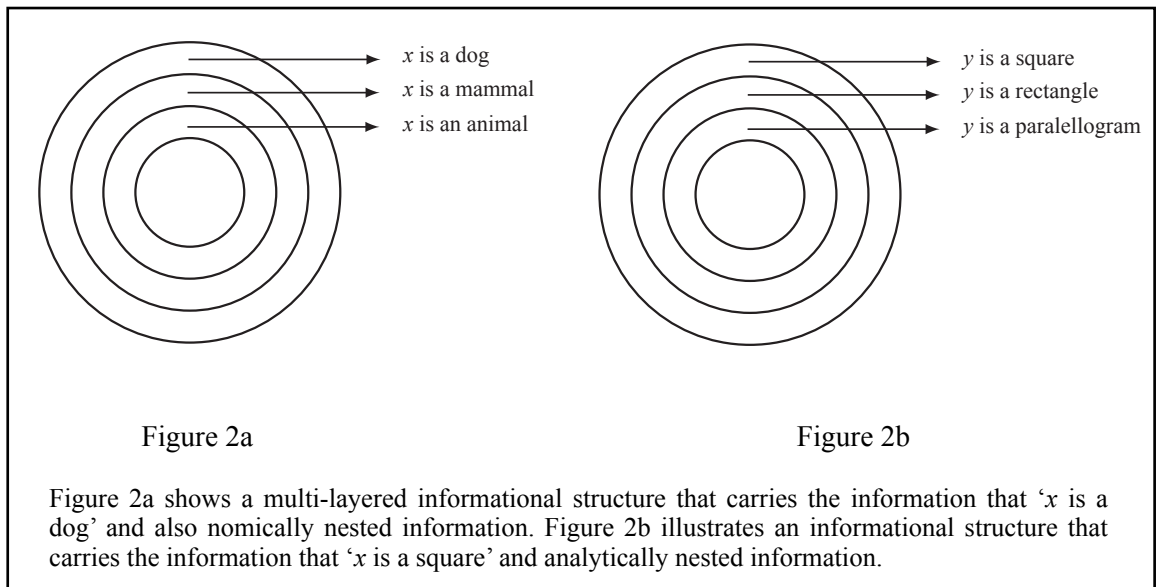 x is a dog
x is a mammal
x is an animal
y is a square
y is a rectangle
y is a paralellogram
Figure 2a
Figure 2b
Figure 2a shows a multi-layered informational structure that carries the information that ‘x is a
dog’ and also nomically nested information. Figure 2b illustrates an informational structure that
carries the information that ‘x is a square’ and analytically nested information.